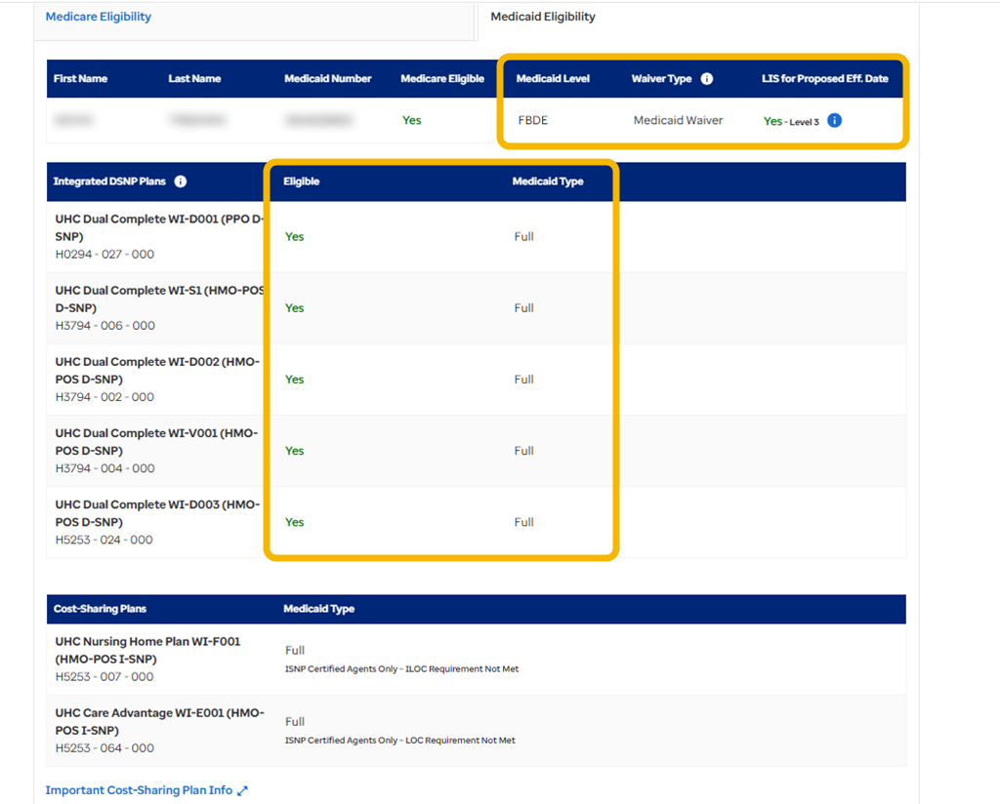 Medicare Eligibility
Medicaid Eligibility
First Name Last Name Medicaid Number Medicare Eligible Medicaid Level Waiver Type LIS for Proposed Eff. Date
Yes FBDE Medicaid Waiver Yes - Level 3
Integrated DSNP Plans Eligible Medicaid Type
UHC Dual Complete WI-D001 (PPO D-
SNP)
Yes Full
H0294 - 027 - 000
UHC Dual Complete WI-S1 (HMO-POS
D-SNP)
Yes Full
H3794 - 006 - 000
UHC Dual Complete WI-D002 (HMO-
POS D-SNP)
Yes Full
H3794 - 002 - 000
UHC Dual Complete WI-V001 (HMO-
POS D-SNP)
Yes Full
H3794 - 004 - 000
UHC Dual Complete WI-D003 (HMO-
POS D-SNP)
Yes Full
H5253 - 024 - 000
Cost-Sharing Plans Medicaid Type
UHC Nursing Home Plan WI-F001
(HMO-POS I-SNP)
H5253 - 007 - 000
Full
ISNP Certified Agents Only - ILOC Requirement Not Met
UHC Care Advantage WI-E001 (HMO-
POS I-SNP)
H5253 - 064 - 000
Full
ISNP Certified Agents Only - LOC Requirement Not Met
Important Cost-Sharing Plan Info